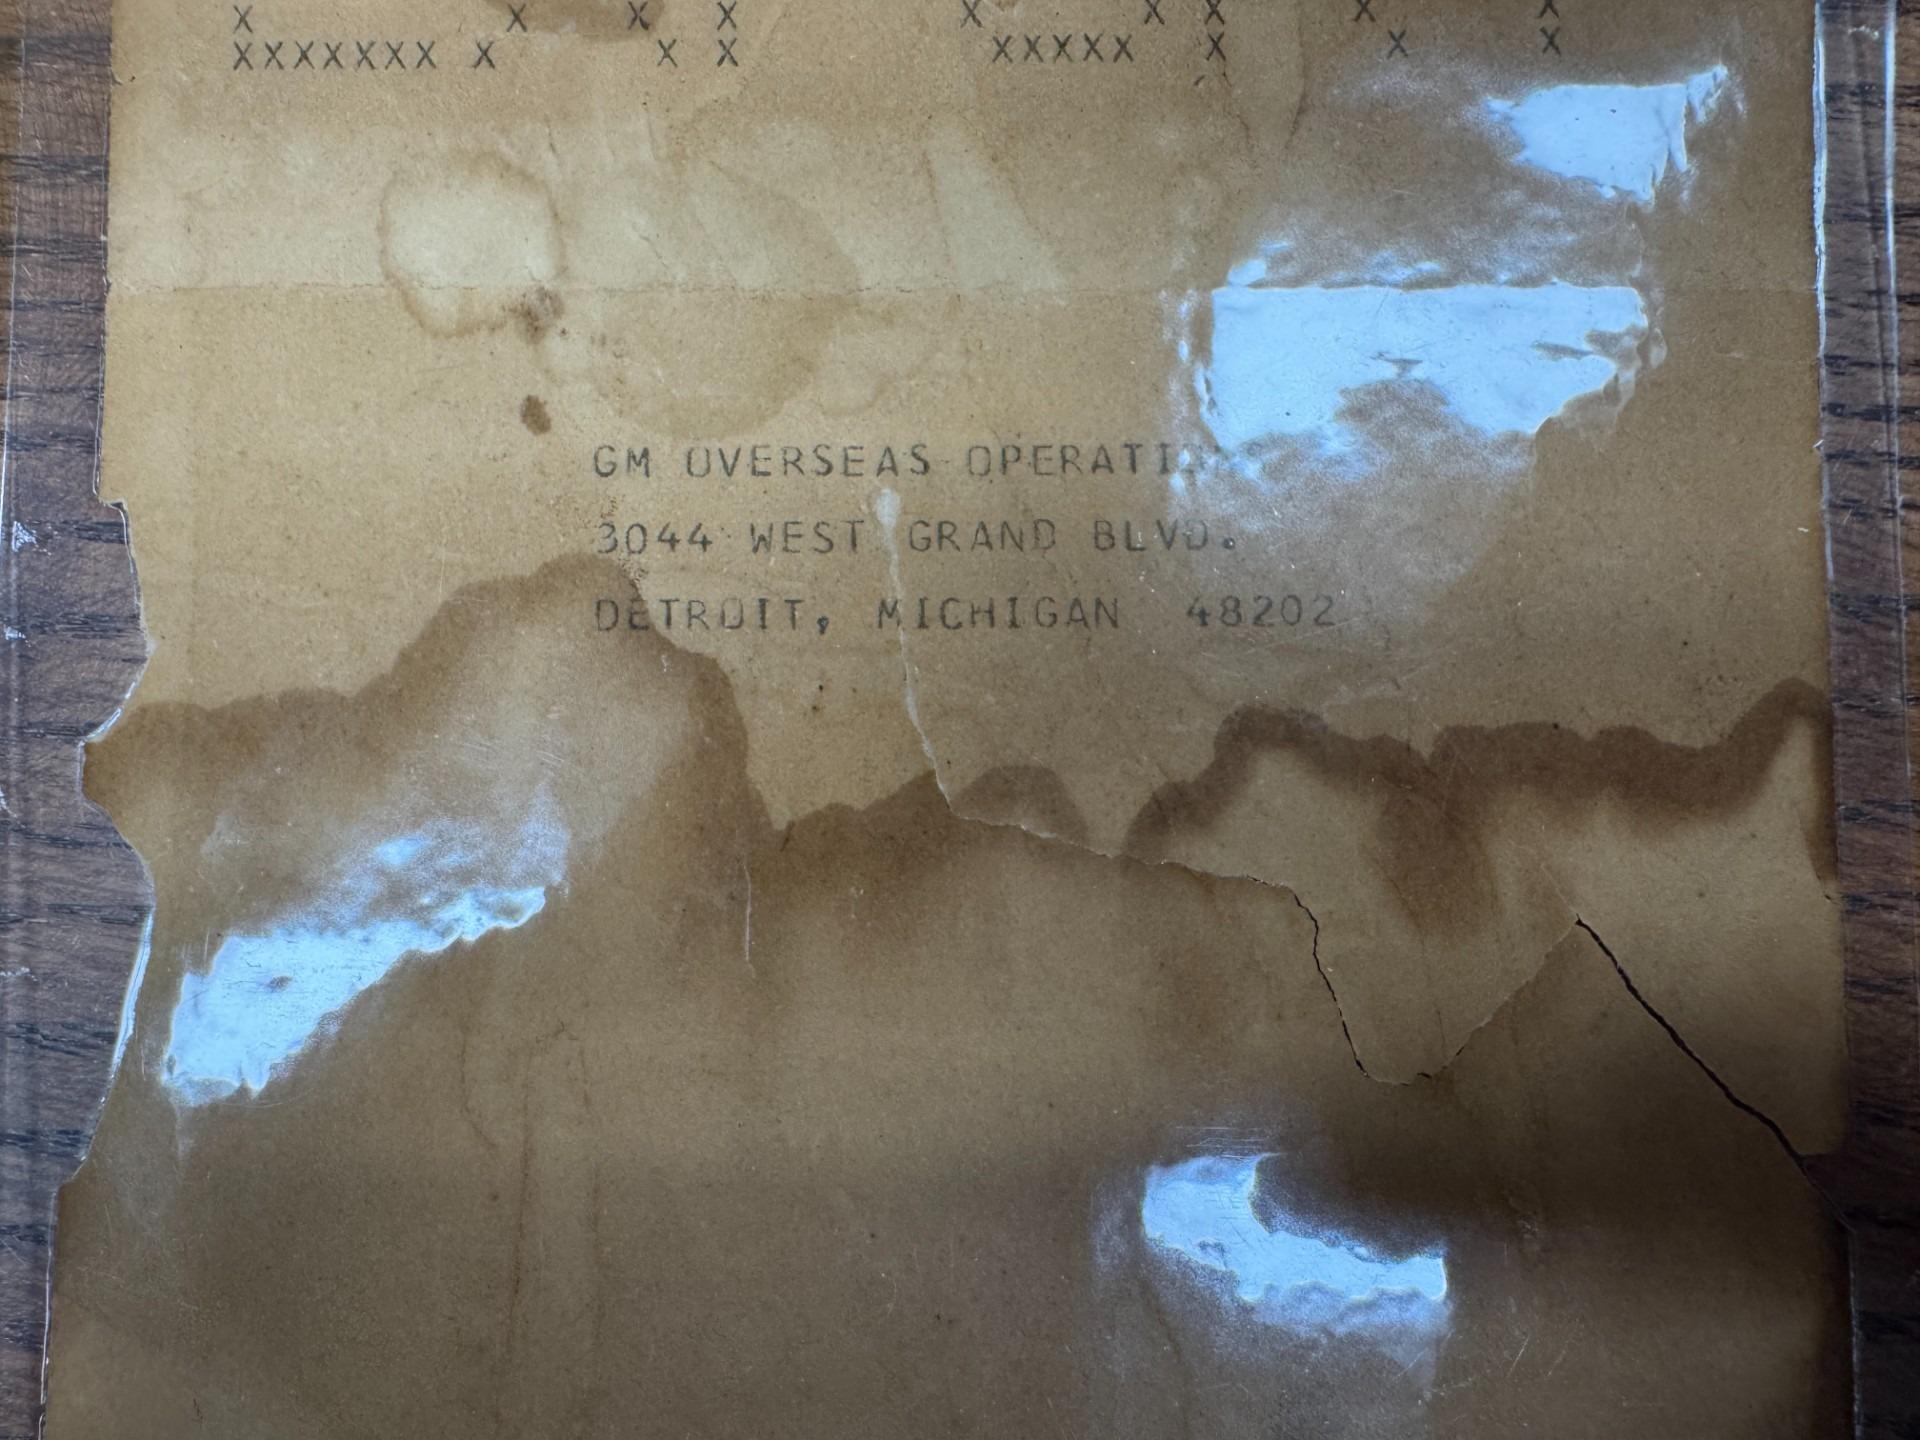 X X X X X X X X X
XXXXXXX X X X XXXXX X X X
GM OVERSEAS OPERATI
3044 WEST GRAND BLVD.
DETROIT, MICHIGAN 48202